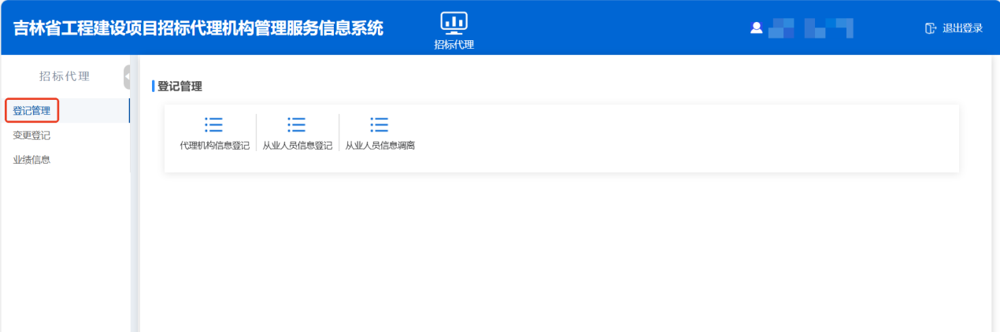 吉林省工程建设项目招标代理机构管理服务信息系统
招标代理
退出登录
招标代理
登记管理
变更登记
业绩信息
登记管理
代理机构信息登记
从业人员信息登记
从业人员信息调离